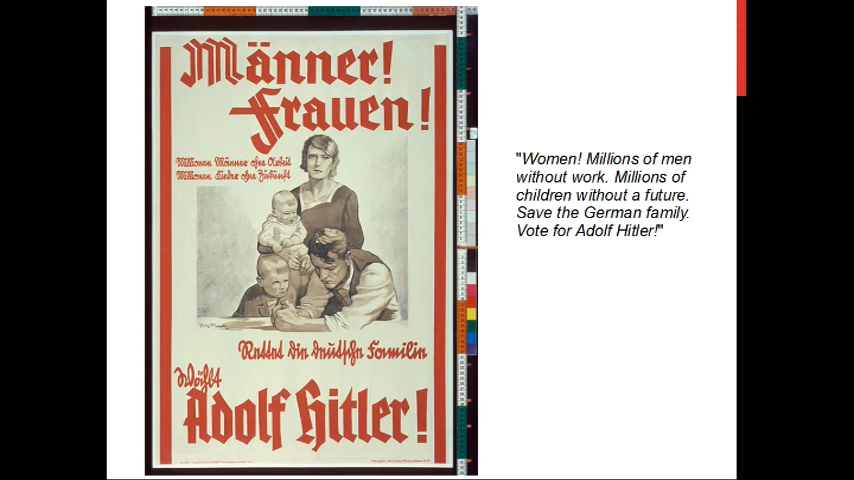 Männer!
Frauen!
Millionen Männer ohne Arbeit
Millionen Kinder ohne Zukunft
Rettet die deutsche Familie
Wählt
Adolf Hitler!
"Women! Millions of men
without work. Millions of
children without a future.
Save the German family.
Vote for Adolf Hitler!"